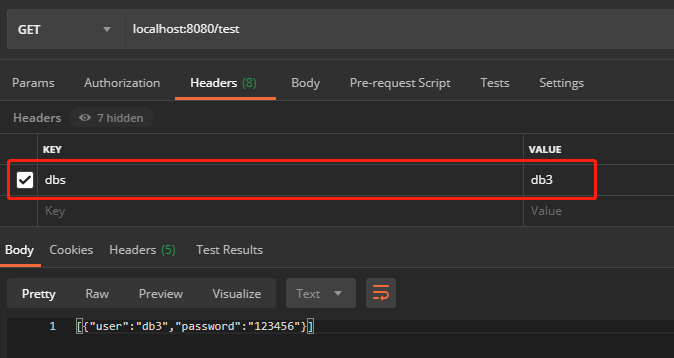 GET localhost:8080/test
Params Authorization Headers (8) Body Pre-request Script Tests Settings
Headers 7 hidden
KEY VALUE
dbs db3
Key Value
Body Cookies Headers (5) Test Results
Pretty Raw Preview Visualize Text
1 [{"user":"db3","password":"123456"}]